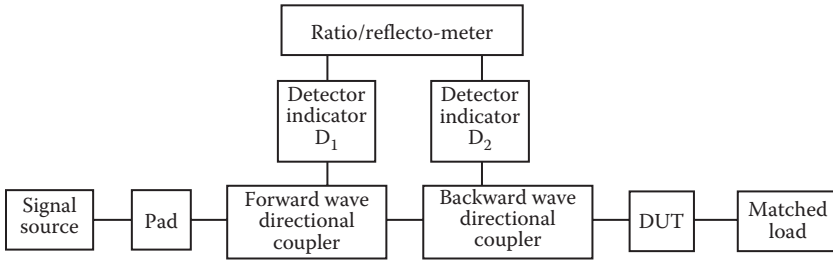 Ratio/reflecto-meter
Detector
indicator
D1
Detector
indicator
D2
Signal
source
Pad
Forward wave
directional
coupler
Backward wave
directional
coupler
DUT
Matched
load